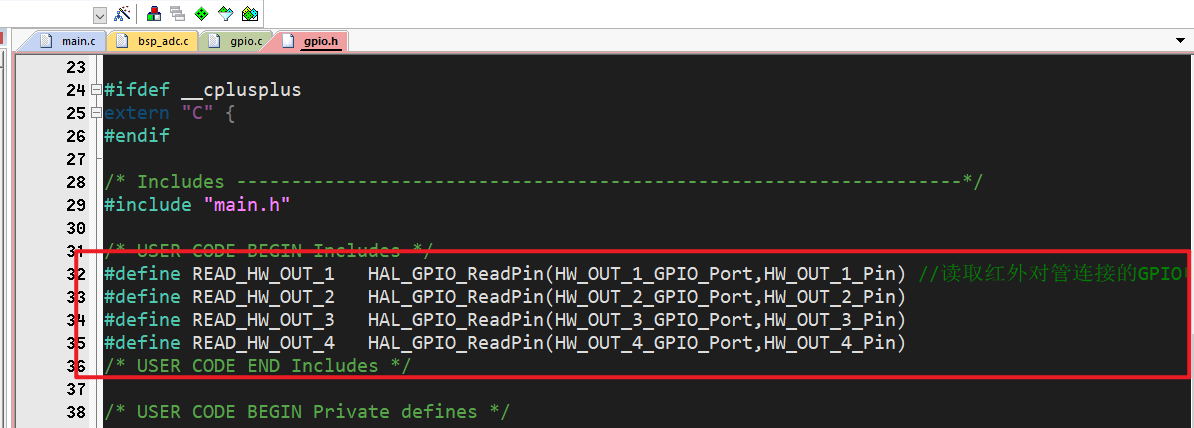 main.c bsp_adc.c gpio.c gpio.h
23
24 #ifdef __cplusplus
25 extern "C" {
26 #endif
27
28 /* Includes ------------------------------------------------------------------*/
29 #include "main.h"
30
31 /* USER CODE BEGIN Includes */
32 #define READ_HW_OUT_1   HAL_GPIO_ReadPin(HW_OUT_1_GPIO_Port,HW_OUT_1_Pin) //读取红外对管连接的GPIO
33 #define READ_HW_OUT_2   HAL_GPIO_ReadPin(HW_OUT_2_GPIO_Port,HW_OUT_2_Pin)
34 #define READ_HW_OUT_3   HAL_GPIO_ReadPin(HW_OUT_3_GPIO_Port,HW_OUT_3_Pin)
35 #define READ_HW_OUT_4   HAL_GPIO_ReadPin(HW_OUT_4_GPIO_Port,HW_OUT_4_Pin)
36 /* USER CODE END Includes */
37
38 /* USER CODE BEGIN Private defines */